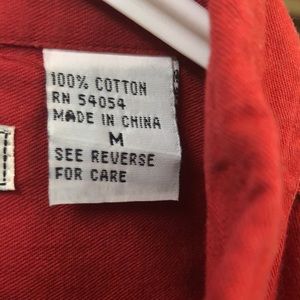 100% COTTON
RN 54054
MADE IN CHINA
M
SEE REVERSE
FOR CARE